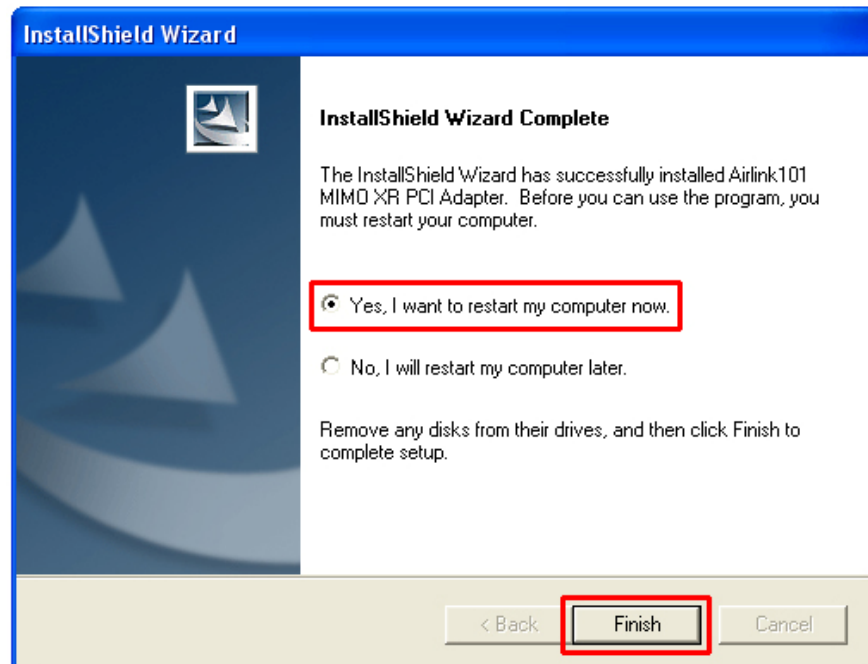 InstallShield Wizard
InstallShield Wizard Complete
The InstallShield Wizard has successfully installed Airlink101
MIMO XR PCI Adapter.  Before you can use the program, you
must restart your computer.
Yes, I want to restart my computer now.
No, I will restart my computer later.
Remove any disks from their drives, and then click Finish to
complete setup.
< Back Finish Cancel